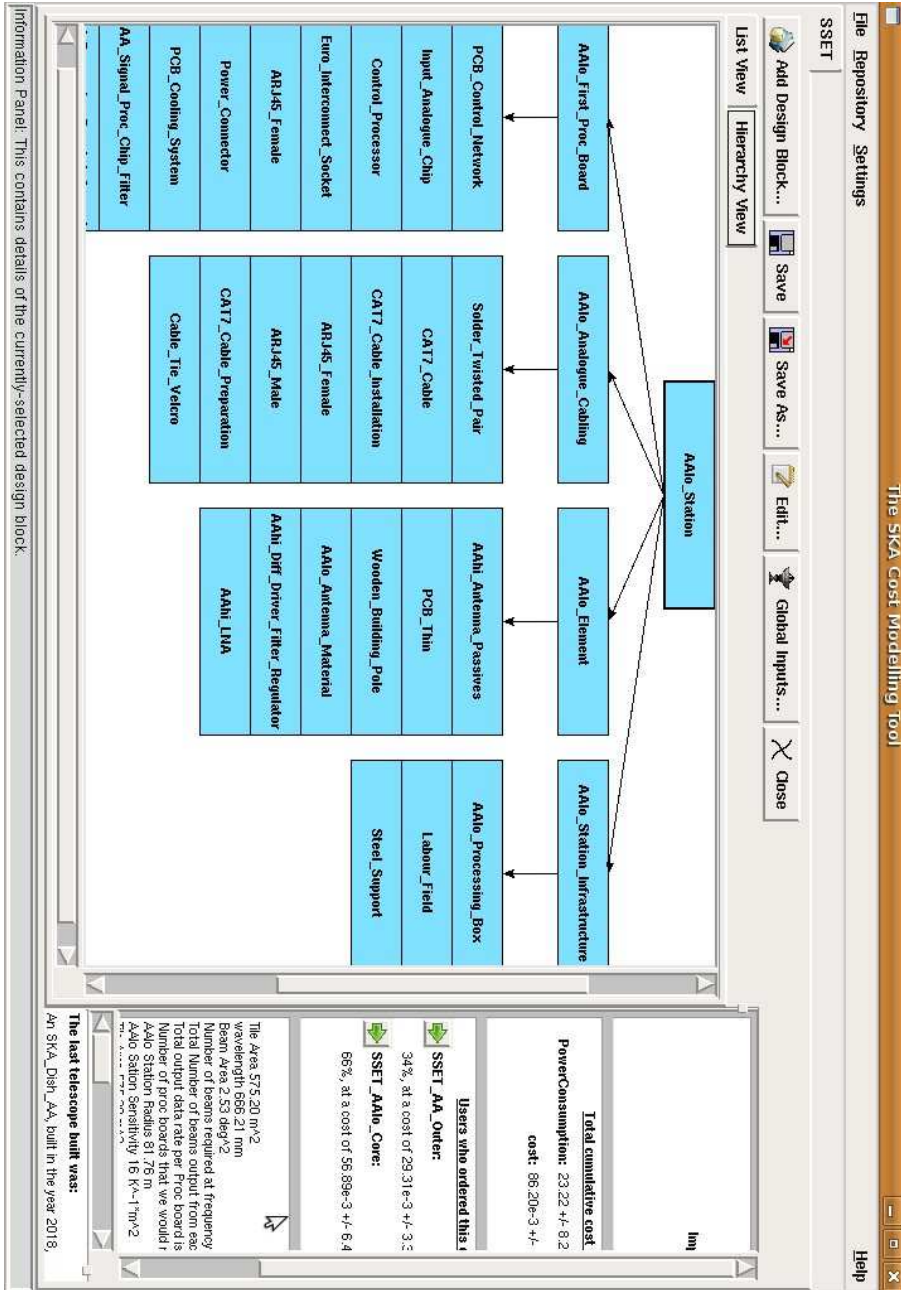 The SKA Cost Modelling Tool
File Repository Settings Help
SSET
Add Design Block... Save Save As... Edit... Global Inputs... Close
List View Hierarchy View
AAlo_Station
AAlo_First_Proc_Board AAlo_Analogue_Cabling AAlo_Element AAlo_Station_Infrastructure
PCB_Control_Network Solder_Twisted_Pair AAhi_Antenna_Passives AAlo_Processing_Box
Input_Analogue_Chip CAT7_Cable PCB_Thin Labour_Field
Control_Processor CAT7_Cable_Installation Wooden_Building_Pole Steel_Support
Euro_Interconnect_Socket ARJ45_Female AAlo_Antenna_Material
ARJ45_Female ARJ45_Male AAhi_Diff_Driver_Filter_Regulator
Power_Connector CAT7_Cable_Preparation AAhi_LNA
PCB_Cooling_System Cable_Tie_Velcro
AA_Signal_Proc_Chip_Filter
Imp
Total cumulative cost
PowerConsumption: 23.22 +/- 8.2
cost: 86.20e-3 +/-
Users who ordered this
SSET_AA_Outer:
34%, at a cost of 29.31e-3 +/- 3.3
SSET_AAlo_Core:
66%, at a cost of 56.89e-3 +/- 6.4
Tile Area 575.20 m^2
wavelength 666.21 mm
Beam Area 2.53 deg^2
Number of beams required at frequency
Total Number of beams output from eac
Total output data rate per Proc board is
Number of proc boards that we would r
AAlo Station Radius 81.76 m
AAlo Sation Sensitivity 16 K^-1*m^2
The last telescope built was:
An SKA_Dish_AA, built in the year 2018,
Information Panel: This contains details of the currently-selected design block.